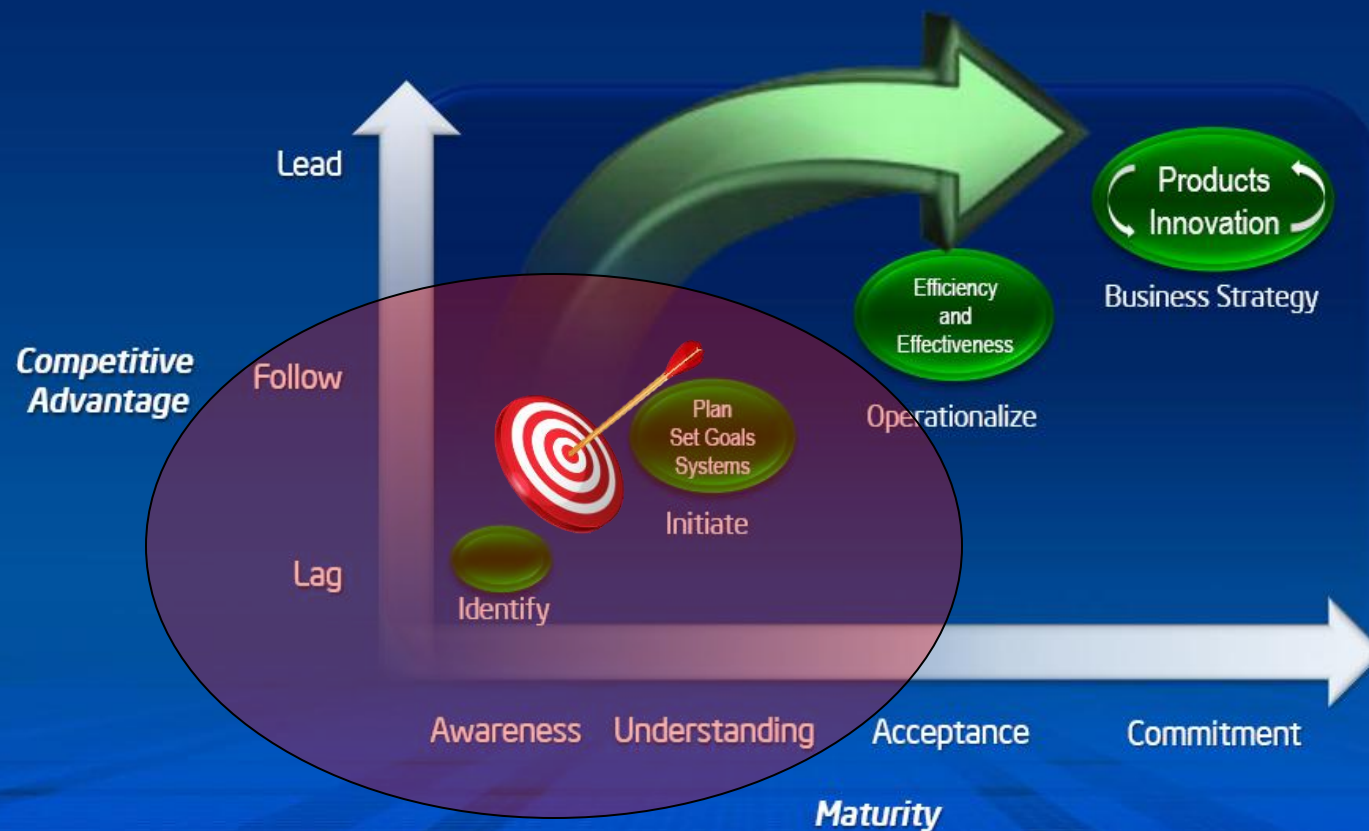 Lead
Products
Innovation
Business Strategy
Efficiency
and
Effectiveness
Operationalize
Competitive
Advantage
Follow
Plan
Set Goals
Systems
Initiate
Lag
Identify
Awareness
Understanding
Acceptance
Commitment
Maturity